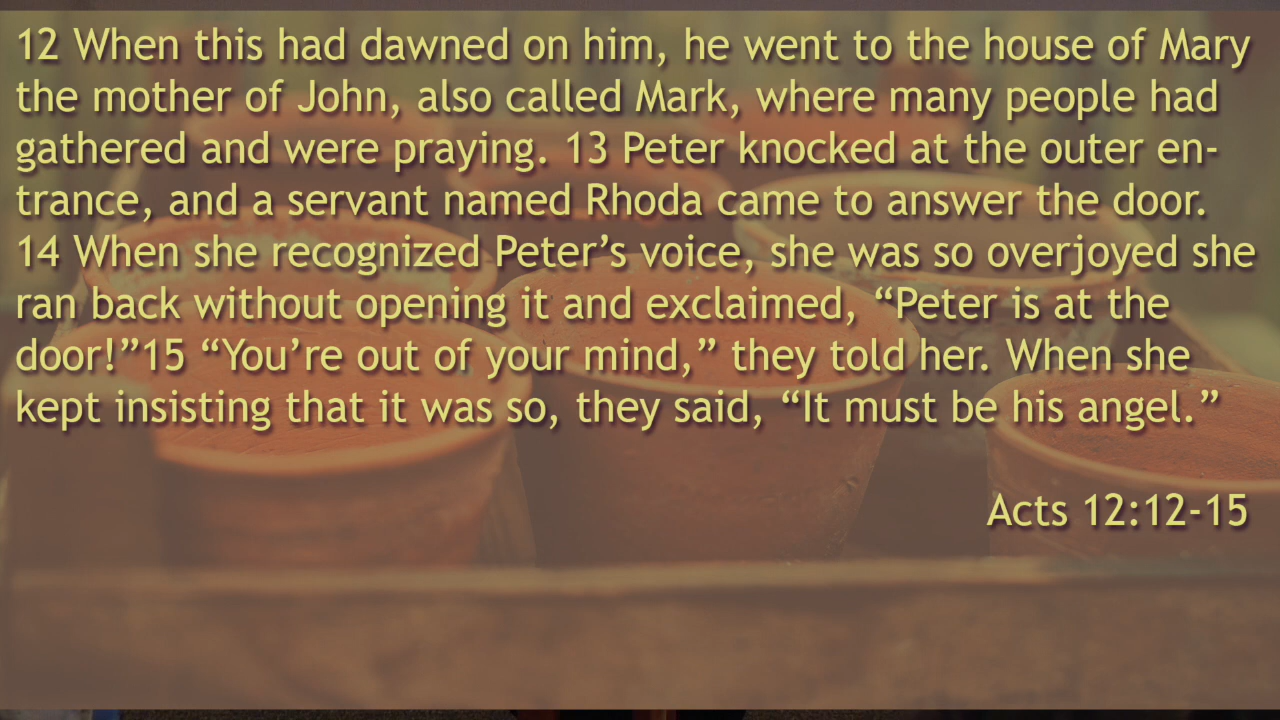 12 When this had dawned on him, he went to the house of Mary
the mother of John, also called Mark, where many people had
gathered and were praying. 13 Peter knocked at the outer en-
trance, and a servant named Rhoda came to answer the door.
14 When she recognized Peter’s voice, she was so overjoyed she
ran back without opening it and exclaimed, “Peter is at the
door!”15 “You’re out of your mind,” they told her. When she
kept insisting that it was so, they said, “It must be his angel.”
Acts 12:12-15